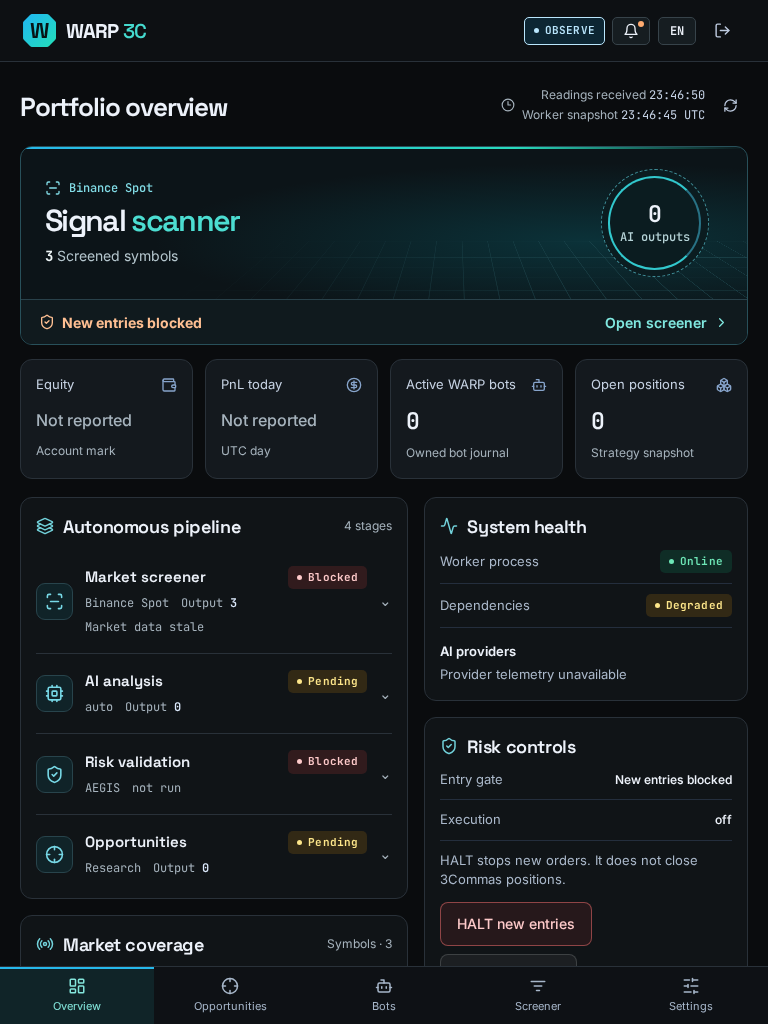 W WARP 3C
OBSERVE
EN
Portfolio overview
Readings received 23:46:50
Worker snapshot 23:46:45 UTC
Binance Spot
Signal scanner
3 Screened symbols
0
AI outputs
New entries blocked
Open screener
Equity
Not reported
Account mark
PnL today
Not reported
UTC day
Active WARP bots
0
Owned bot journal
Open positions
0
Strategy snapshot
Autonomous pipeline
4 stages
Market screener
Blocked
Binance Spot Output 3
Market data stale
AI analysis
Pending
auto Output 0
Risk validation
Blocked
AEGIS not run
Opportunities
Pending
Research Output 0
Market coverage
Symbols · 3
System health
Worker process
Online
Dependencies
Degraded
AI providers
Provider telemetry unavailable
Risk controls
Entry gate
New entries blocked
Execution
off
HALT stops new orders. It does not close
3Commas positions.
HALT new entries
Overview
Opportunities
Bots
Screener
Settings